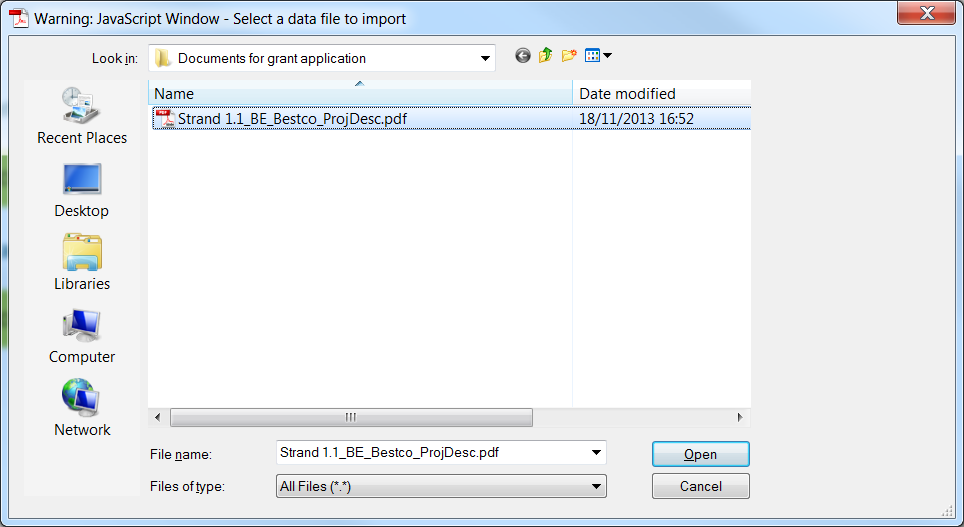 Warning: JavaScript Window - Select a data file to import
Look in: Documents for grant application
Name Date modified
Strand 1.1_BE_Bestco_ProjDesc.pdf 18/11/2013 16:52
Recent Places
Desktop
Libraries
Computer
Network
File name: Strand 1.1_BE_Bestco_ProjDesc.pdf Open
Files of type: All Files (*.*) Cancel